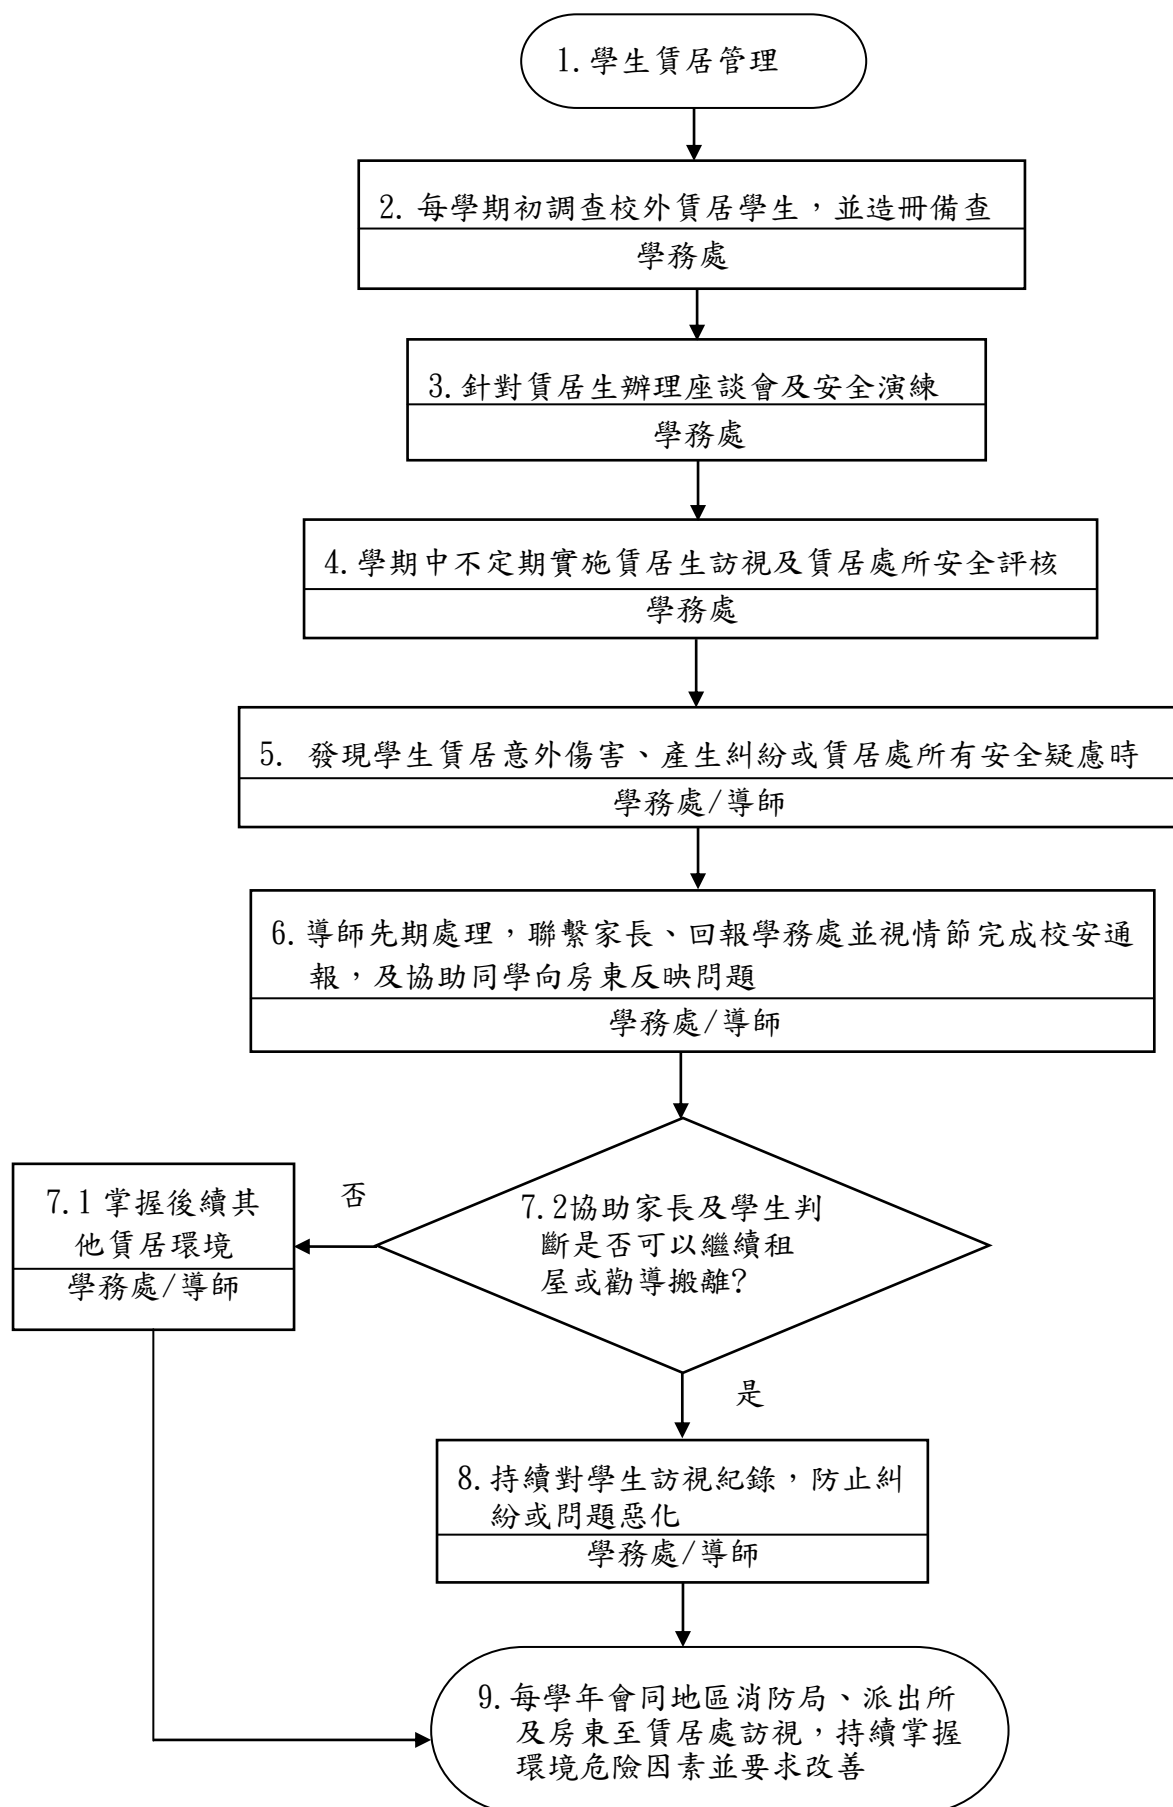 1.學生賃居管理
2.每學期初調查校外賃居學生，並造冊備查
學務處
3.針對賃居生辦理座談會及安全演練
學務處
4.學期中不定期實施賃居生訪視及賃居處所安全評核
學務處
5. 發現學生賃居意外傷害、產生糾紛或賃居處所有安全疑慮時
學務處/導師
6.導師先期處理，聯繫家長、回報學務處並視情節完成校安通
報，及協助同學向房東反映問題
學務處/導師
7.1 掌握後續其
他賃居環境
學務處/導師
否
7.2協助家長及學生判
斷是否可以繼續租
屋或勸導搬離?
是
8.持續對學生訪視紀錄，防止糾
紛或問題惡化
學務處/導師
9.每學年會同地區消防局、派出所
及房東至賃居處訪視，持續掌握
環境危險因素並要求改善